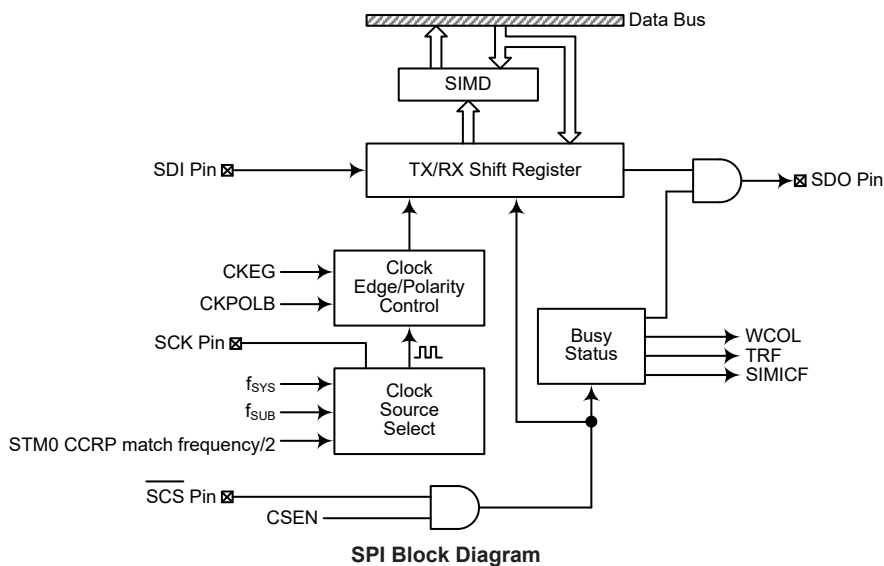 Data Bus
SIMD
SDI Pin
TX/RX Shift Register
SDO Pin
CKEG
CKPOLB
Clock
Edge/Polarity
Control
SCK Pin
Busy
Status
WCOL
TRF
SIMICF
fSYS
fSUB
STM0 CCRP match frequency/2
Clock
Source
Select
SCS Pin
CSEN
SPI Block Diagram